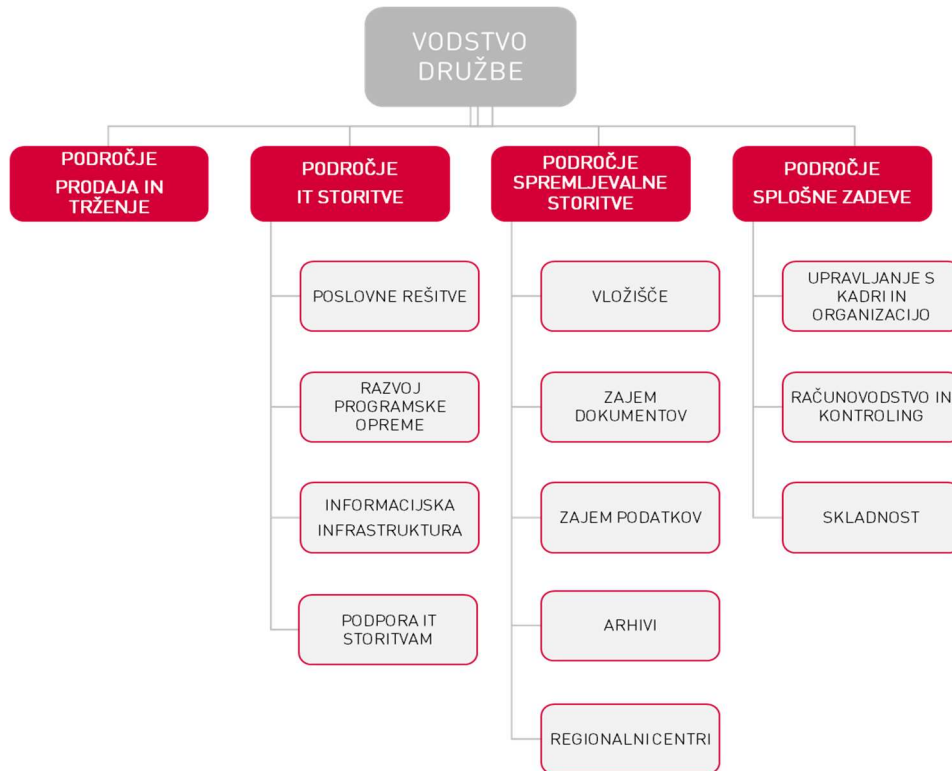 VODSTVO
DRUŽBE
PODROČJE
PRODAJA IN
TRŽENJE
PODROČJE
IT STORITVE
PODROČJE
SPREMLJEVALNE
STORITVE
PODROČJE
SPLOŠNE ZADEVE
POSLOVNE REŠITVE
RAZVOJ
PROGRAMSKE
OPREME
INFORMACIJSKA
INFRASTRUKTURA
PODPORA IT
STORITVAM
VLOŽIŠČE
ZAJEM
DOKUMENTOV
ZAJEM PODATKOV
ARHIVI
REGIONALNI CENTRI
UPRAVLJANJE S
KADRI IN
ORGANIZACIJO
RAČUNOVODSTVO IN
KONTROLING
SKLADNOST